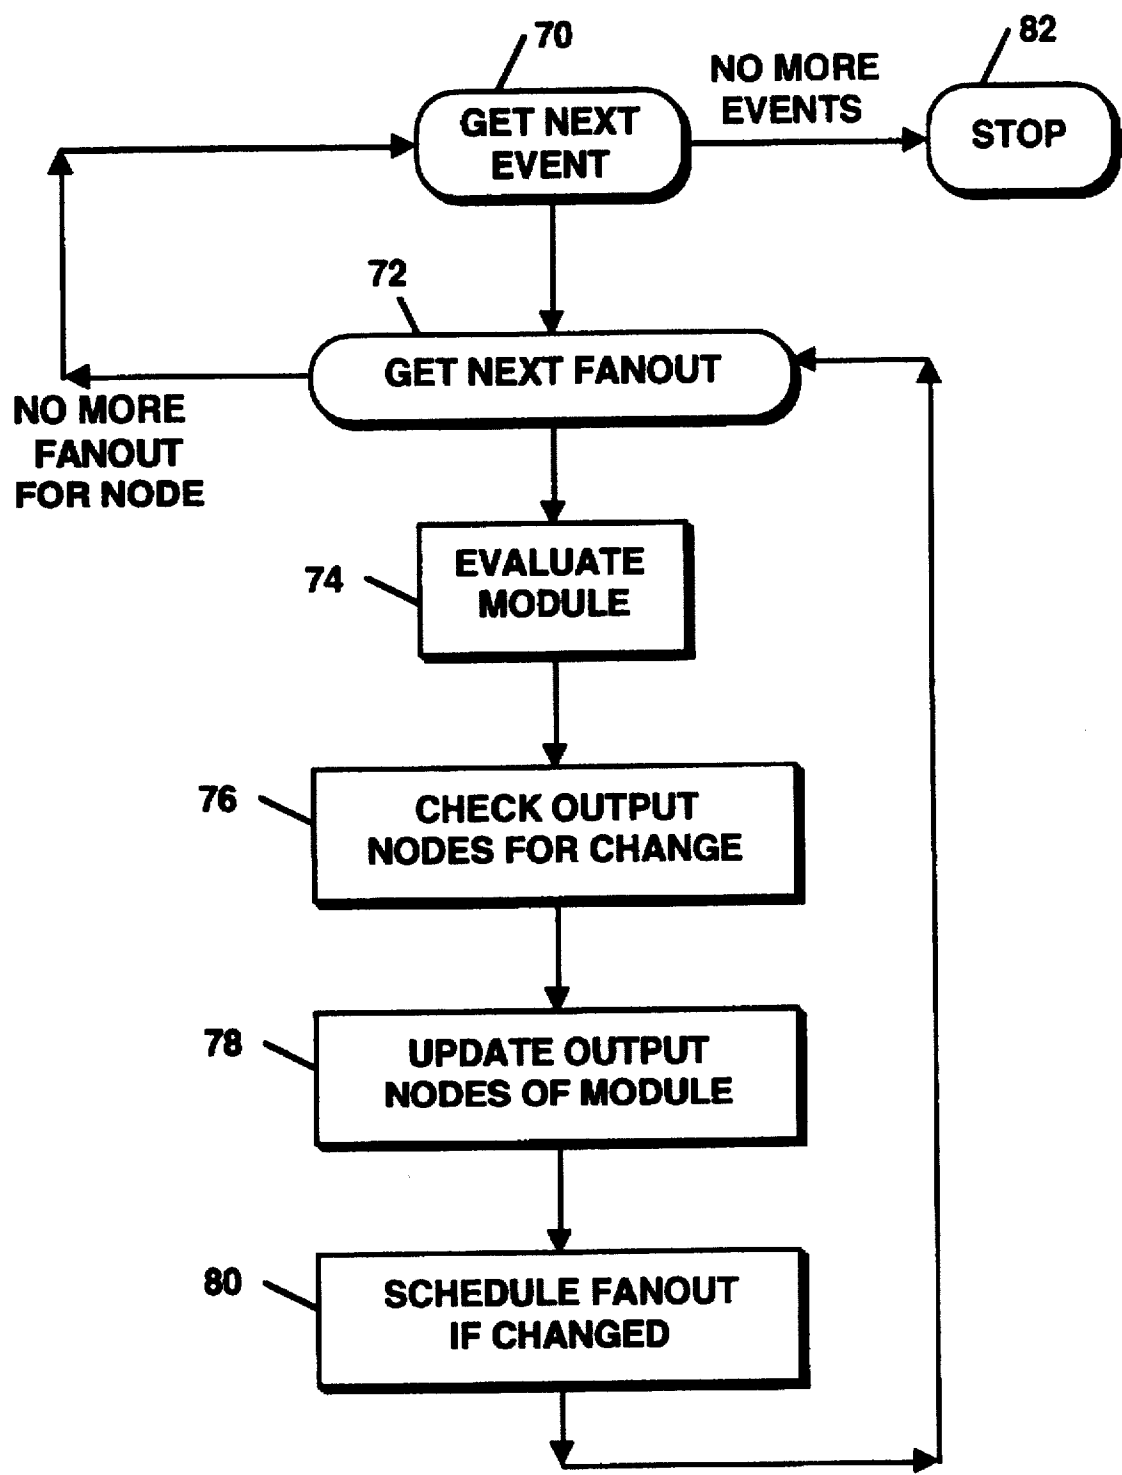 70
82
NO MORE
EVENTS
GET NEXT
EVENT
STOP
72
GET NEXT FANOUT
NO MORE
FANOUT
FOR NODE
74
EVALUATE
MODULE
76
CHECK OUTPUT
NODES FOR CHANGE
78
UPDATE OUTPUT
NODES OF MODULE
80
SCHEDULE FANOUT
IF CHANGED